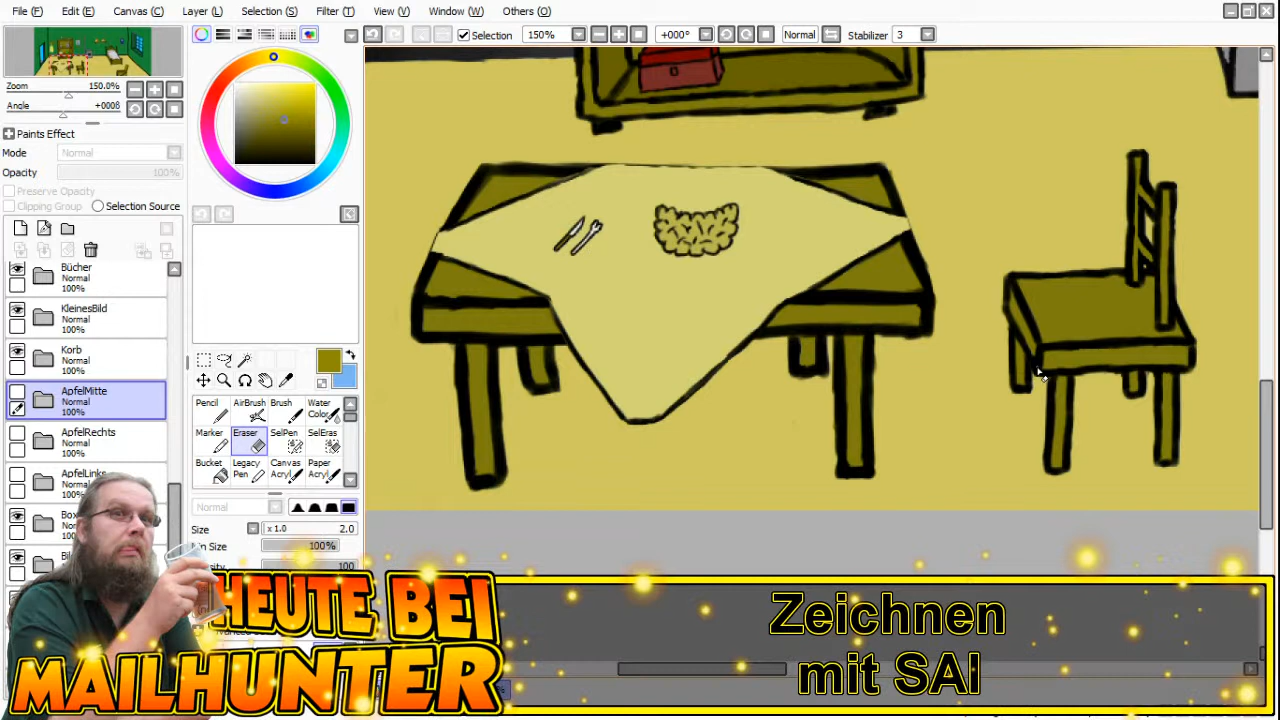 File (F) Edit (E) Canvas (C) Layer (L) Selection (S) Filter (T) View (V) Window (W) Others (O)
Selection 150% +000° Normal Stabilizer 3
Zoom 150.0%
Angle +000ß
Paints Effect
Mode Normal
Opacity 100%
Preserve Opacity
Clipping Group Selection Source
Bücher
Normal
100%
KleinesBild
Normal
100%
Korb
Normal
100%
ApfelMitte
Normal
100%
ApfelRechts
Normal
100%
ApfelLinks
Normal
Pencil AirBrush Brush Water
Color
Marker Eraser SelPen SelEras
Bucket Legacy Canvas Paper
Pen Acryl Acryl
Normal
Size x 1.0 2.0
Size 100%
100
HEUTE BEI
MAILHUNTER
Zeichnen
mit SAI